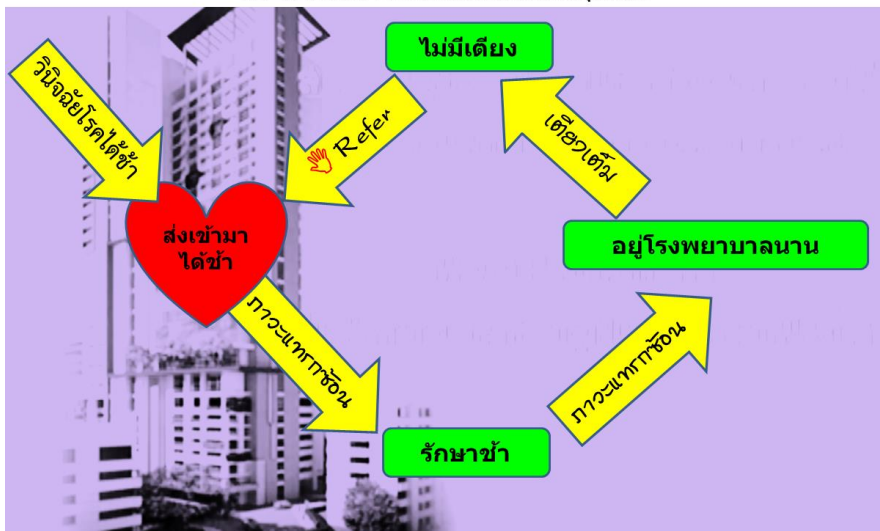 ไม่มีเตียง
วินิจฉัยโรคได้ช้า
Refer
เตียงเต็ม
ส่งเข้ามา
ได้ช้า
อยู่โรงพยาบาลนาน
ภาวะแทรกซ้อน
ภาวะแทรกซ้อน
รักษาช้า